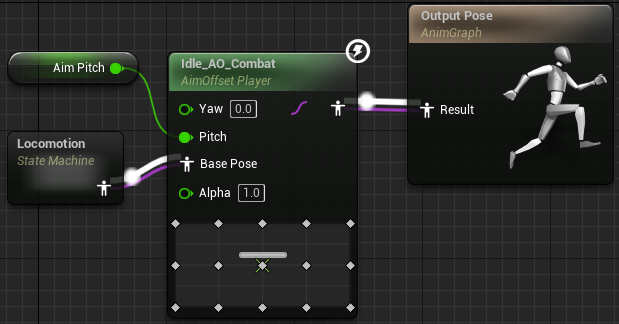 Output Pose
AnimGraph
Idle_AO_Combat
AimOffset Player
Aim Pitch
Yaw 0.0
Result
Pitch
Locomotion
State Machine
Base Pose
Alpha 1.0